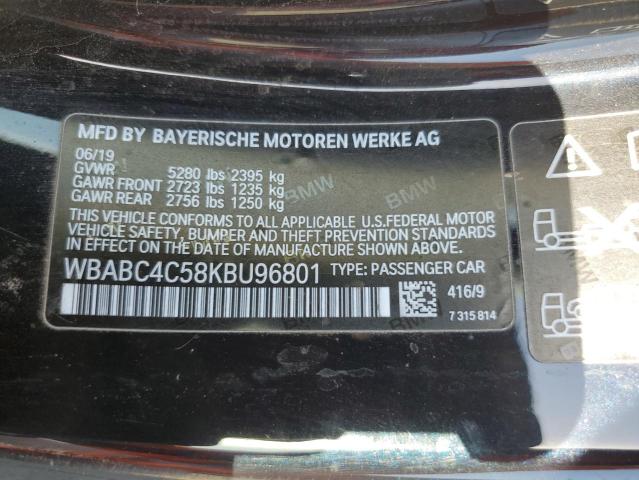 MFD BY BAYERISCHE MOTOREN WERKE AG
06/19
GVWR 5280 lbs 2395 kg
GAWR FRONT 2723 lbs 1235 kg
GAWR REAR 2756 lbs 1250 kg
THIS VEHICLE CONFORMS TO ALL APPLICABLE U.S.FEDERAL MOTOR
VEHICLE SAFETY, BUMPER AND THEFT PREVENTION STANDARDS
IN EFFECT ON THE DATE OF MANUFACTURE SHOWN ABOVE.
WBABC4C58KBU96801 TYPE: PASSENGER CAR
416/9
7 315 814
BMW
BMW